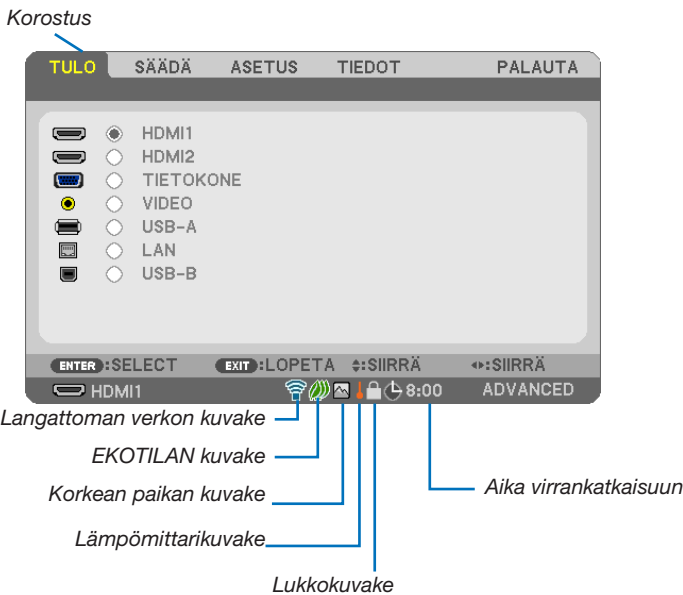 Korostus
TULO SÄÄDÄ ASETUS TIEDOT PALAUTA
HDMI1
HDMI2
TIETOKONE
VIDEO
USB-A
LAN
USB-B
ENTER :SELECT EXIT :LOPETA :SIIRRÄ :SIIRRÄ
HDMI1 8:00 ADVANCED
Langattoman verkon kuvake
EKOTILAN kuvake
Korkean paikan kuvake
Aika virrankatkaisuun
Lämpömittarikuvake
Lukkokuvake